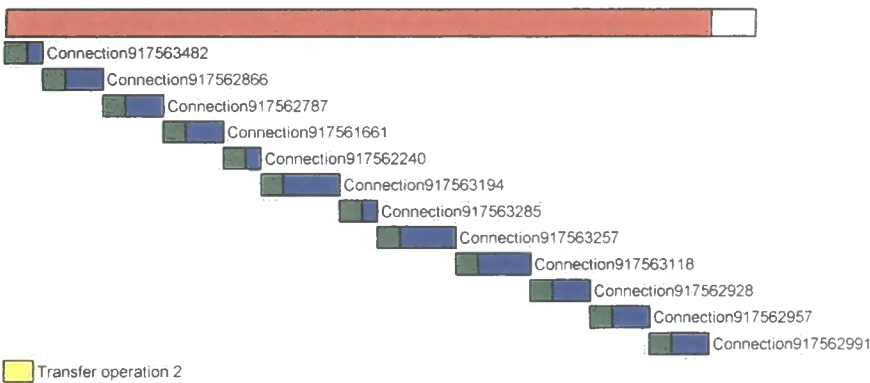 Connection917563482
Connection917562866
Connection917562787
Connection917561661
Connection917562240
Connection917563194
Connection917563285
Connection917563257
Connection917563118
Connection917562928
Connection917562957
Connection917562991
Transfer operation 2